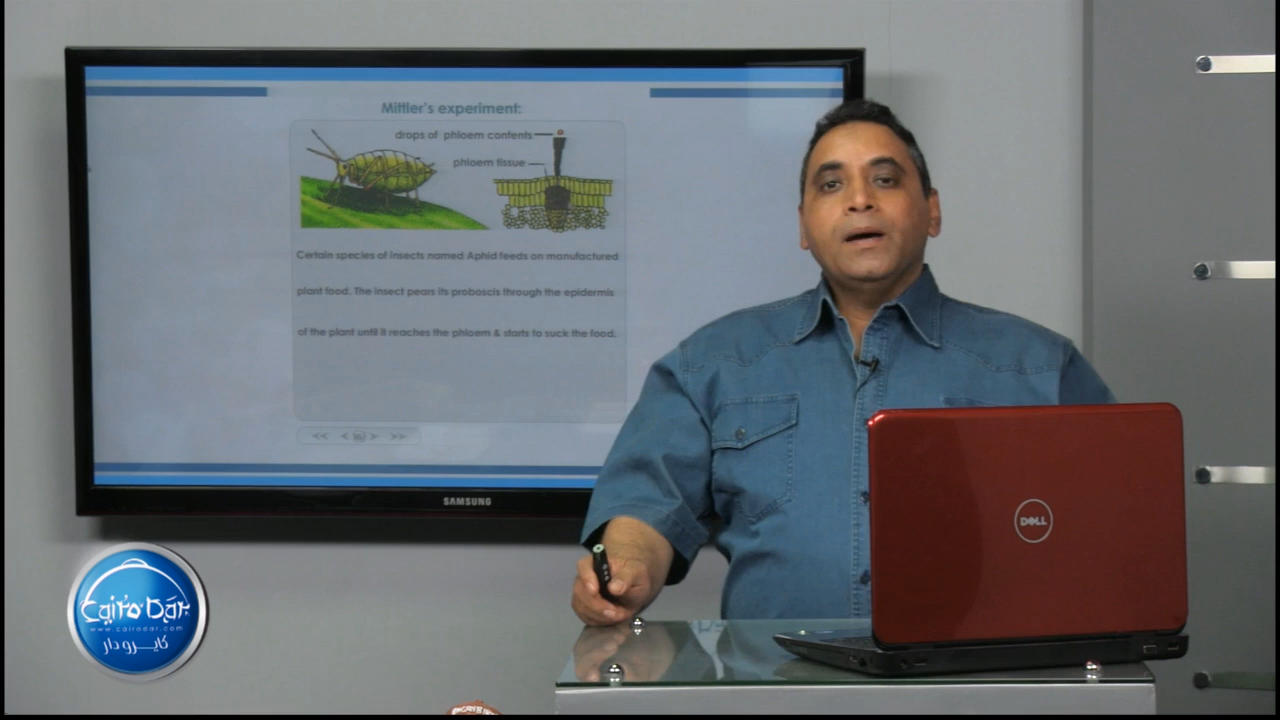 Mittler's experiment:
drops of phloem contents
phloem tissue
Certain species of insects named Aphid feeds on manufactured
plant food. The insect pears its proboscis through the epidermis
of the plant until it reaches the phloem & starts to suck the food.
SAMSUNG
DELL
Cairo Dar
www.cairodar.com
كايرو دار